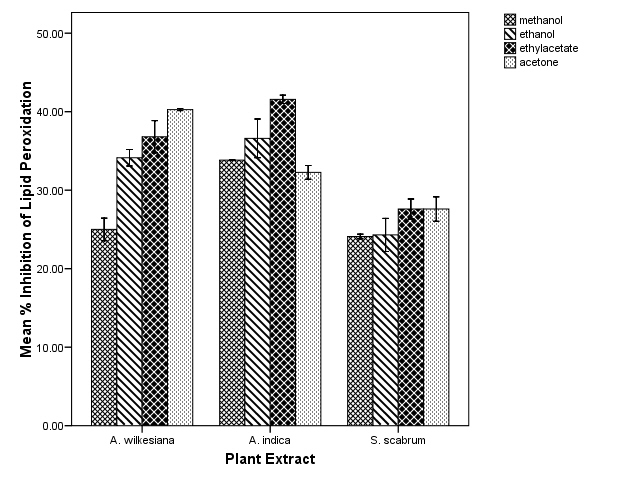 methanol
ethanol
ethylacetate
acetone
Mean % Inhibition of Lipid Peroxidation
50.00
40.00
30.00
20.00
10.00
0.00
A. wilkesiana
A. indica
S. scabrum
Plant Extract